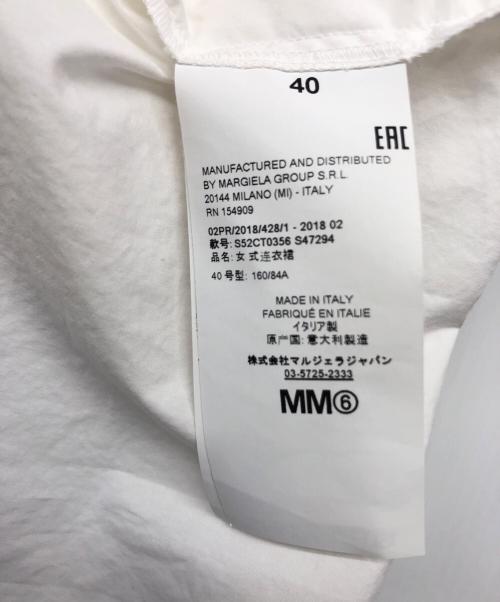 40
EAC
MANUFACTURED AND DISTRIBUTED
BY MARGIELA GROUP S.R.L.
20144 MILANO (MI) - ITALY
RN 154909
02PR/2018/428/1 - 2018 02
款号: S52CT0356 S47294
品名: 女式连衣裙
40 号型: 160/84A
MADE IN ITALY
FABRIQUÉ EN ITALIE
イタリア製
原产国: 意大利製造
株式会社マルジェラジャパン
03-5725-2333
MM⑥